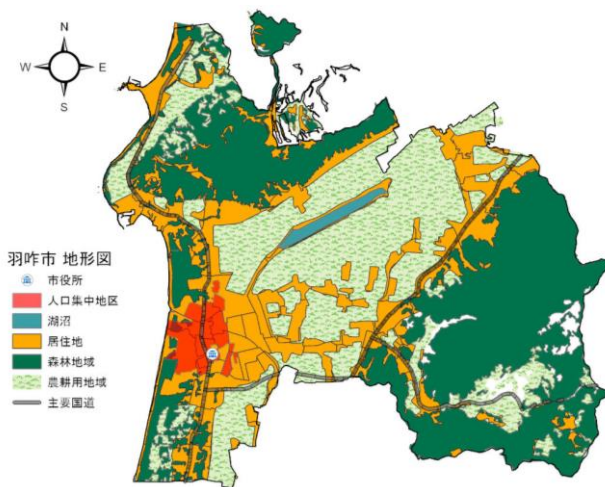 N
W E
S
羽咋市 地形図
市役所
人口集中地区
湖沼
居住地
森林地域
農耕用地域
主要国道